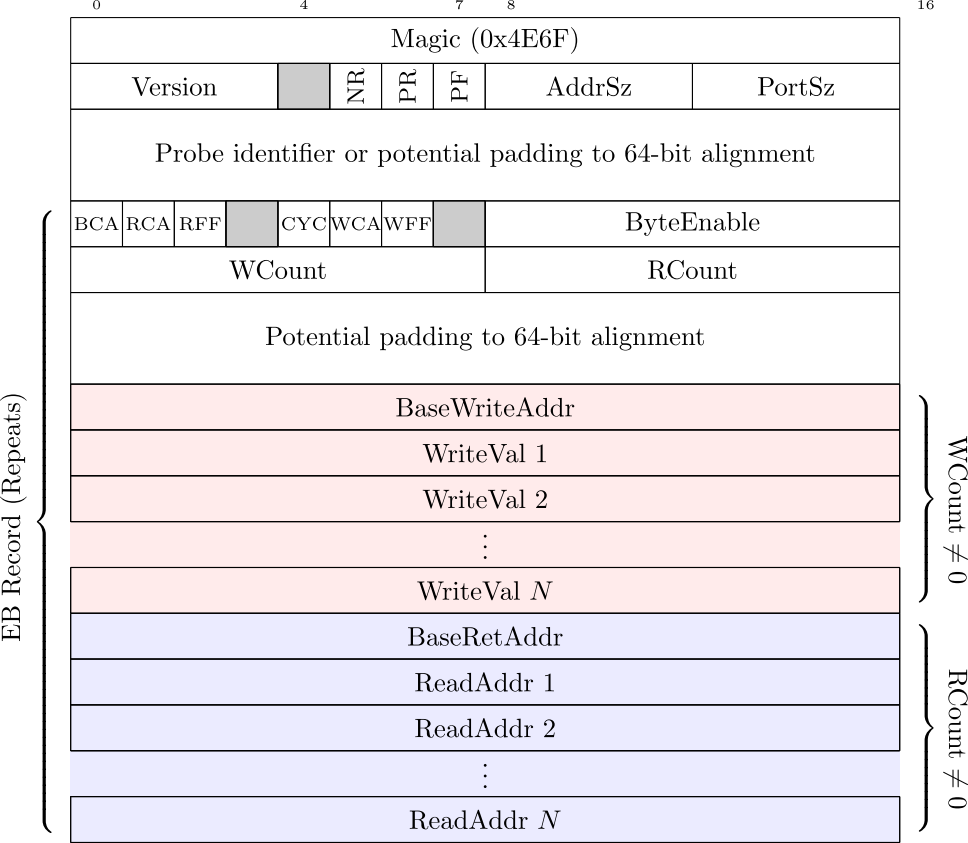 0 4 7 8 16
Magic (0x4E6F)
Version NR PR PF AddrSz PortSz
Probe identifier or potential padding to 64-bit alignment
BCA RCA RFF CYC WCA WFF ByteEnable
WCount RCount
Potential padding to 64-bit alignment
BaseWriteAddr
WriteVal 1
WriteVal 2
⋮
WriteVal N
BaseRetAddr
ReadAddr 1
ReadAddr 2
⋮
ReadAddr N
EB Record (Repeats)
WCount ≠ 0
RCount ≠ 0